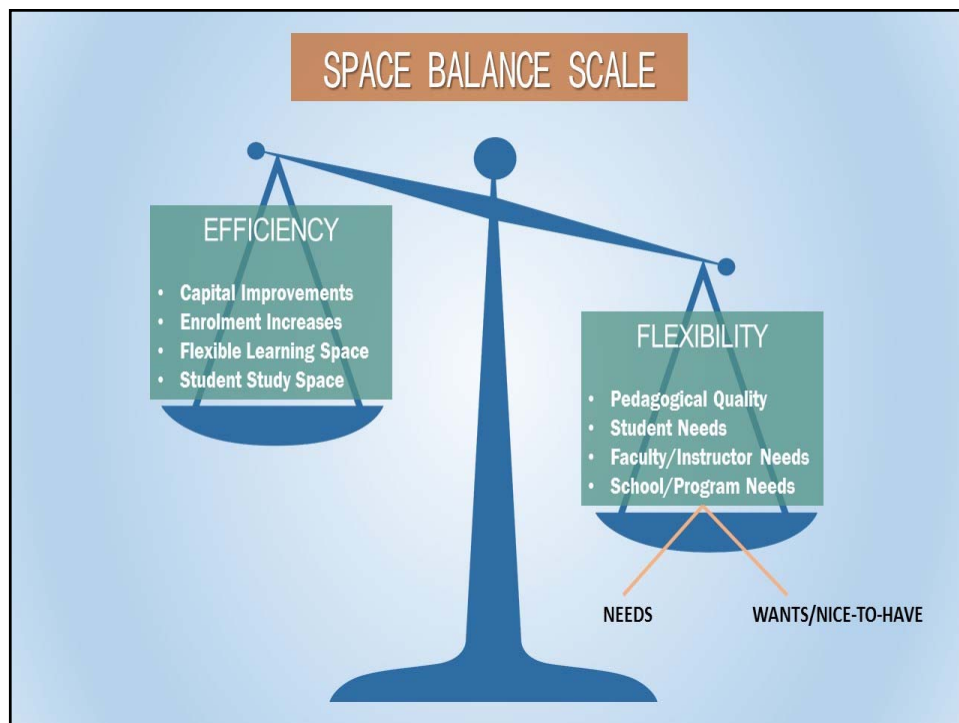 SPACE BALANCE SCALE
EFFICIENCY
• Capital Improvements
• Enrolment Increases
• Flexible Learning Space
• Student Study Space
FLEXIBILITY
• Pedagogical Quality
• Student Needs
• Faculty/Instructor Needs
• School/Program Needs
NEEDS
WANTS/NICE-TO-HAVE